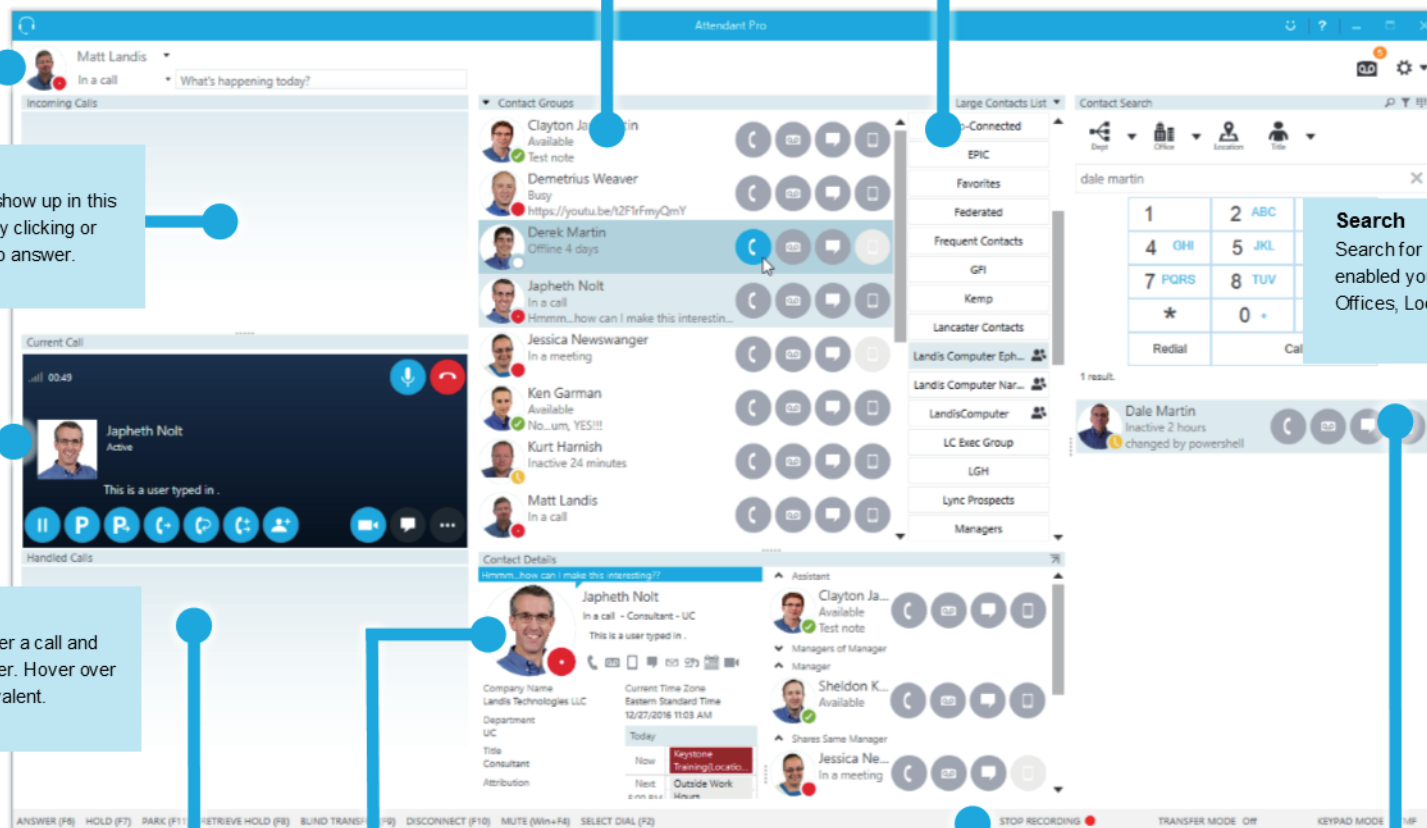 Attendant Pro
?
Matt Landis
In a call
What's happening today?
5
Incoming Calls
show up in this
y clicking or
o answer.
Current Call
00:49
Japheth Nolt
Active
This is a user typed in .
P
Handled Calls
er a call and
er. Hover over
valent.
Contact Groups
Large Contacts List
Clayton
Available
Test note
Demetrius Weaver
Busy
https://youtu.be/t2F1rFmyQmY
Derek Martin
Offline 4 days
Japheth Nolt
In a call
Hmmm...how can I make this interestin...
Jessica Newswanger
In a meeting
Ken Garman
Available
No...um, YES!!!
Kurt Harnish
Inactive 24 minutes
Matt Landis
In a call
-Connected
EPIC
Favorites
Federated
Frequent Contacts
GFI
Kemp
Lancaster Contacts
Landis Computer Eph...
Landis Computer Nar...
LandisComputer
LC Exec Group
LGH
Lync Prospects
Managers
Contact Search
Dept
Office
Location
Title
dale martin
1 2 ABC
4 GHI 5 JKL
7 PQRS 8 TUV
* 0 +
Redial Cal
Search
Search for
enabled yo
Offices, Loc
1 result.
Dale Martin
Inactive 2 hours
changed by powershell
Contact Details
Hmmm...how can I make this interesting??
Japheth Nolt
In a call - Consultant - UC
This is a user typed in .
Company Name
Landis Technologies LLC
Department
UC
Title
Consultant
Attribution
Current Time Zone
Eastern Standard Time
12/27/2016 11:03 AM
Today
Now
Keystone
Training(Locatio...
Next
5:00 PM
Outside Work
Hours
Assistant
Clayton Ja...
Available
Test note
Managers of Manager
Manager
Sheldon K...
Available
Shares Same Manager
Jessica Ne...
In a meeting
ANSWER (F6) HOLD (F7) PARK (F11 RETRIEVE HOLD (F8) BLIND TRANSF (F9) DISCONNECT (F10) MUTE (Win+F4) SELECT DIAL (F2) STOP RECORDING TRANSFER MODE Off KEYPAD MODE MF